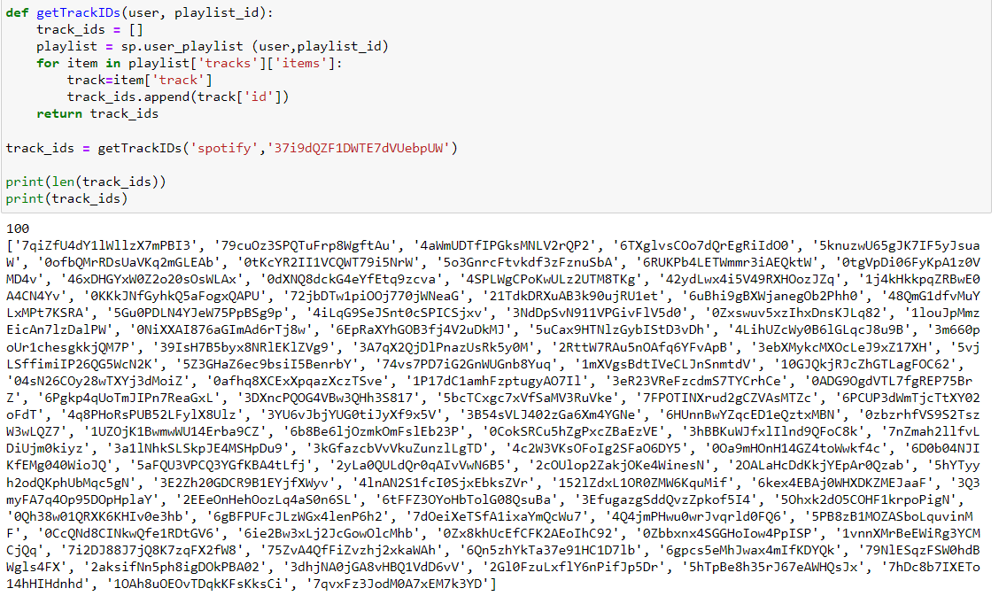 def getTrackIDs(user, playlist_id):
    track_ids = []
    playlist = sp.user_playlist (user,playlist_id)
    for item in playlist['tracks']['items']:
        track=item['track']
        track_ids.append(track['id'])
    return track_ids

track_ids = getTrackIDs('spotify','37i9dQZF1DWTE7dVUebpUW')

print(len(track_ids))
print(track_ids)
100
['7qiZfU4dY1lWllzX7mPBI3', '79cuOz3SPQTuFrp8WgftAu', '4aWmUDTfIPGksMNLV2rQP2', '6TXglvsCOo7dQrEgRiIdO0', '5knuzwU65gJK7IF5yJsua
W', '0ofbQMrRDsUaVKq2mGLEAb', '0tKcYR2II1VCQWT79i5NrW', '5o3GnrcFtvkdf3zFznuSbA', '6RUKPb4LETWmmr3iAEQktW', '0tgVpDi06FyKpA1z0V
MD4v', '46xDHGYxW0Z2o20sOsWLAx', '0dXNQ8dckG4eYfEtq9zcva', '4SPLWgCPoKwULz2UTM8TKg', '42ydLwx4i5V49RXHOozJZq', '1j4kHkkpqZRBwE0
A4CN4Yv', '0KKkJNfGyhkQ5aFogxQAPU', '72jbDTw1piOOj770jWNeaG', '21TdkDRXuAB3k90ujRU1et', '6uBhi9gBXWjanegOb2Phh0', '48QmG1dfvMuY
LxMPt7KSRA', '5Gu0PDLN4YJeW75PpBSg9p', '4iLqG9SeJSnt0cSPICSjxv', '3NdDpSvN911VPGivFlV5d0', '0Zxswuv5xzIhxDnsKJLq82', '1louJpMmz
EicAn7lzDalPW', '0NiXXAI876aGImAd6rTj8w', '6EpRaXYhGOB3fj4V2uDkMJ', '5uCax9HTNlzGybIStD3vDh', '4LihUZcWy0B6lGLqcJ8u9B', '3m660p
oUr1chesgkkjQM7P', '39IsH7B5byx8NRlEKlZVg9', '3A7qX2QjDlPnazUsRk5y0M', '2RttW7RAu5nOAfq6YFvApB', '3ebXMykcMXOcLeJ9xZ17XH', '5vj
LSffimiIP26QG5WcN2K', '5Z3GHaZ6ec9bsiI5BenrbY', '74vs7PD7iG2GnWUGnb8Yuq', '1mXVgsBdtIVeCLJnSnmtdV', '10GJQkjRJcZhGTLagFOC62',
'04sN26COy28wTXYj3dMoiZ', '0afhq8XCExXpqazXczTSve', '1P17dC1amhFzptugyAO7Il', '3eR23VReFzcdmS7TYCrhCe', '0ADG9OgdVTL7fgREP75Br
Z', '6Pgkp4qUoTmJIPn7ReaGxL', '3DXncPQOG4VBw3QHh3S817', '5bcTCxgc7xVfSaMV3RuVke', '7FPOTINXrud2gCZVAsMTZc', '6PCUP3dWmTjcTtXY02
oFdT', '4q8PHoRsPUB52LFylX8Ulz', '3YU6vJbjYUG0tiJyXf9x5V', '3B54sVLJ402zGa6Xm4YGNe', '6HUnnBwYZqcED1eQztxMBN', '0zbzrhfVS9S2Tsz
W3wLQZ7', '1UZOjK1BwmwWU14Erba9CZ', '6b8Be6ljOzmkOmFslEb23P', '0CokSRCu5hZgPxcZBaEzVE', '3hBBKuWJfxlIlnd9QFoC8k', '7nZmah2llfvL
DiUjm0kiyz', '3a1lNhkSLSkpJE4MSHpDu9', '3kGfazcbVvVkuZunzlLgTD', '4c2W3VKsOFoIg2SFaO6DY5', '0Oa9mHOnH14GZ4toWwkf4c', '6D0b04NJI
KfEMg040WioJQ', '5aFQU3VPCQ3YGfKBA4tLfj', '2yLa0QULdQr0qAIvVwN6B5', '2cOUlop2ZakjOKe4WinesN', '2OALaHcDdKkjYEpAr0Qzab', '5hYTyy
h2odQKphUbMqc5gN', '3E2Zh20GDCR9B1EYjfXWyv', '4lnAN2S1fcI0SjxEbksZVr', '152lZdxL1OR0ZMW6KquMif', '6kex4EBAj0WHXDKZMEJaaF', '3Q3
myFA7q4Op95DOpHplaY', '2EEeOnHehOozLq4aS0n6SL', '6tFFZ3OYoHbTolG08QsuBa', '3EfugazgSddQvzZpkof5I4', '5Ohxk2dO5COHF1krpoPigN',
'0Qh38w01QRXK6KHIv0e3hb', '6gBFPUFcJLzWGx4lenP6h2', '7dOeiXeTSfA1ixaYmQcWu7', '4Q4jmPHwu0wrJvqrld0FQ6', '5PB8zB1MOZASboLquvinM
F', '0CcQNd8CINkwQfe1RDtGV6', '6ie2Bw3xLj2JcGowOlcMhb', '0Zx8khUcEfCFK2AEoIhC92', '0Zbbxnx4SGGHoIow4PpISP', '1vnnXMrBeEWiRg3YCM
CjQq', '7i2DJ88J7jQ8K7zqFX2fW8', '75ZvA4QfFiZvzhj2xkaWAh', '6Qn5zhYkTa37e91HC1D7lb', '6gpcs5eMhJwax4mIfKDYQk', '79NlESqzFSW0hdB
Wgls4FX', '2aksifNn5ph8igDOkPBA02', '3dhjNA0jGA8vHBQ1VdD6vV', '2Gl0FzuLxflY6nPifJp5Dr', '5hTpBe8h35rJ67eAWHQsJx', '7hDc8b7IXETo
14hHIHdnhd', '1OAh8uOEOvTDqkKFsKksCi', '7qvxFz3JodM0A7xEM7k3YD']